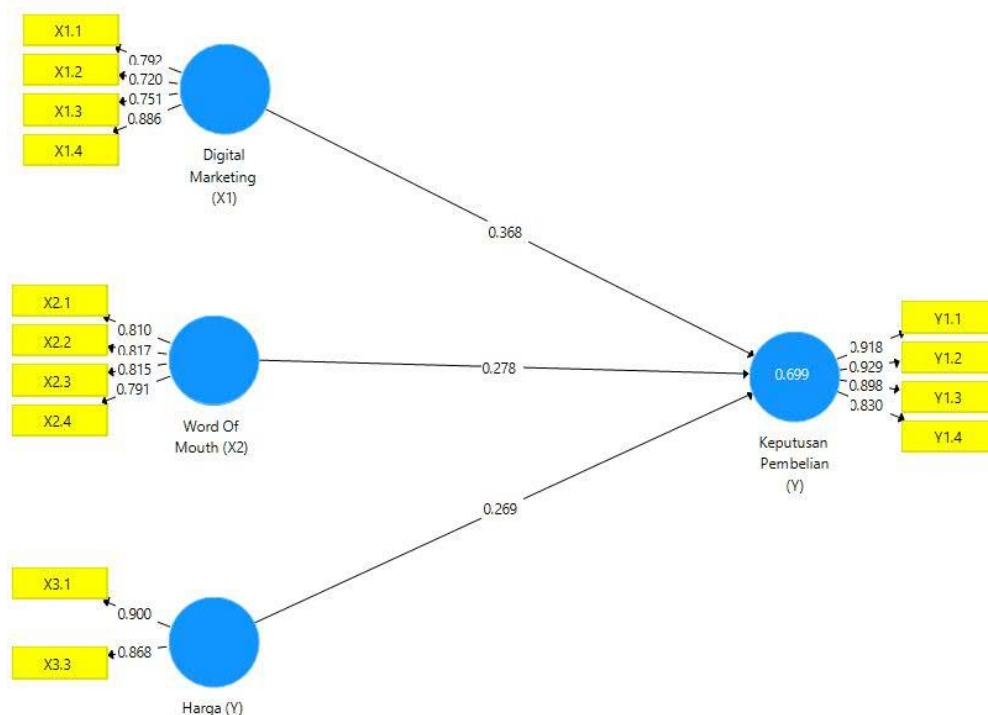 X1.1
X1.2
X1.3
X1.4
0.792
0.720
0.751
0.886
Digital
Marketing
(X1)
0.368
X2.1
X2.2
X2.3
X2.4
0.810
0.817
0.815
0.791
Word Of
Mouth (X2)
0.278
X3.1
X3.3
0.900
0.868
Harga (Y)
0.269
0.699
Keputusan
Pembelian
(Y)
0.918
0.929
0.898
0.830
Y1.1
Y1.2
Y1.3
Y1.4